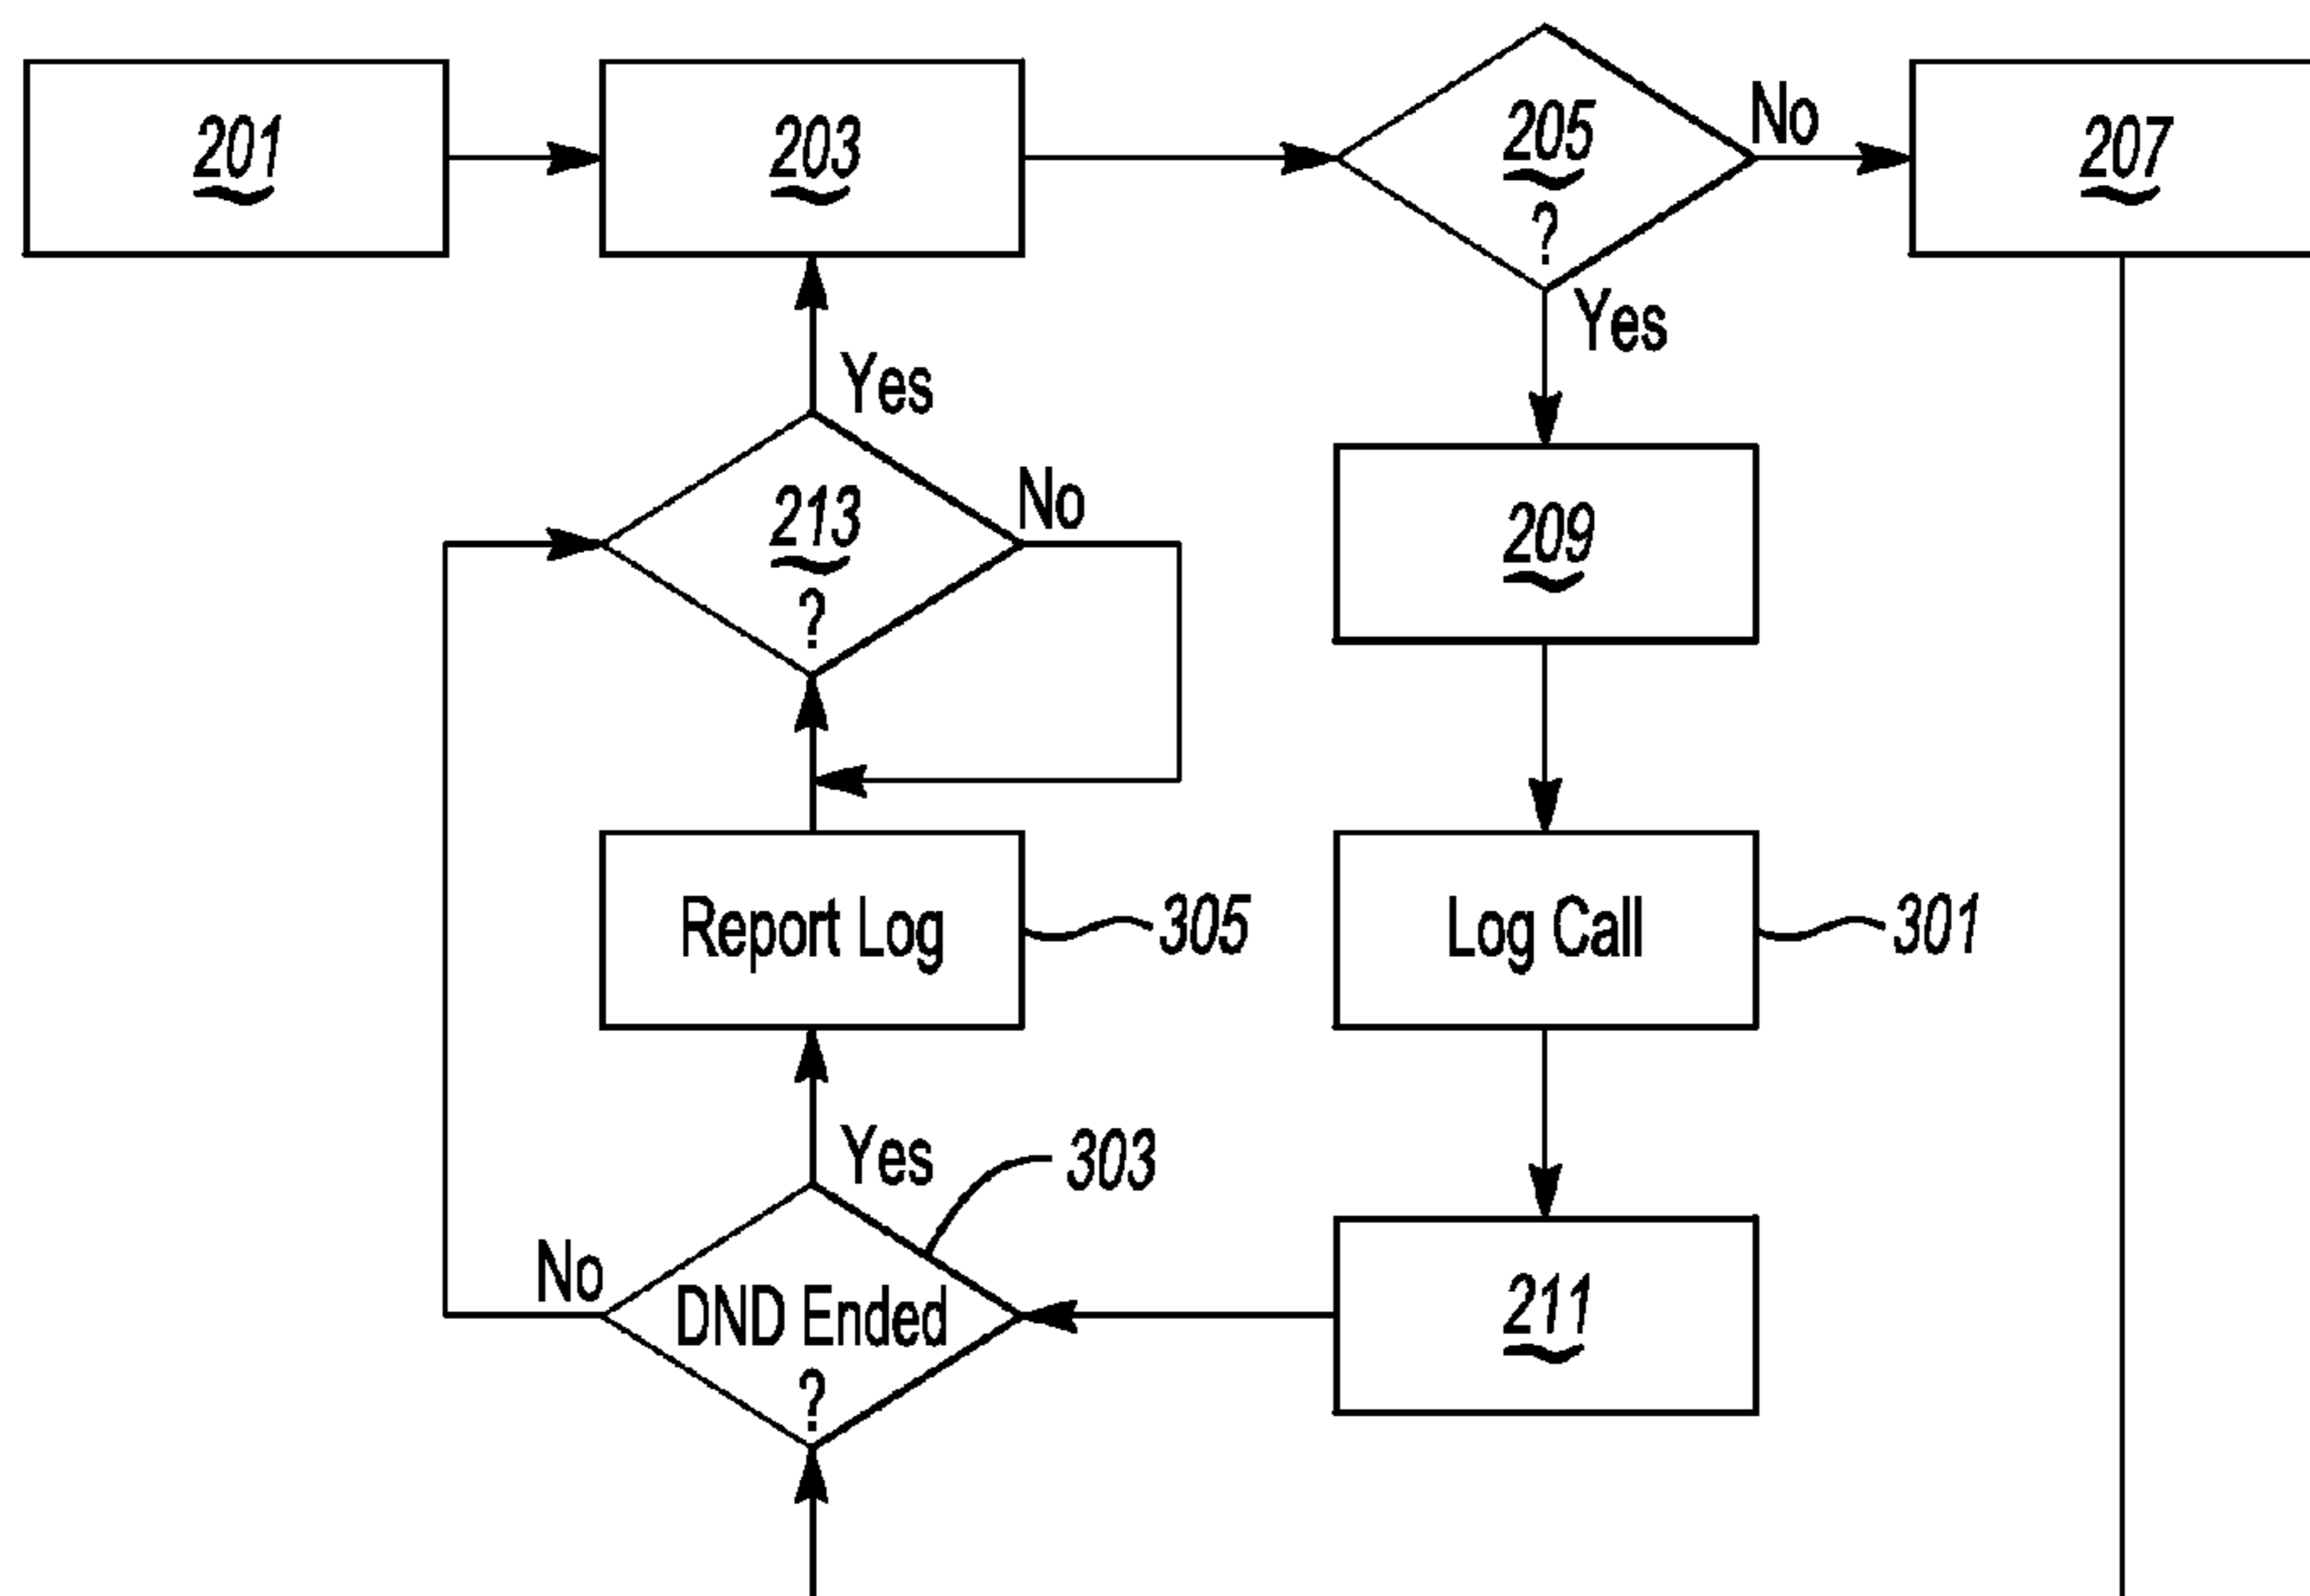 201
203
205
?
No
207
Yes
Yes
213
?
No
209
Report Log
305
Log Call
301
Yes
303
No
DND Ended
?
211